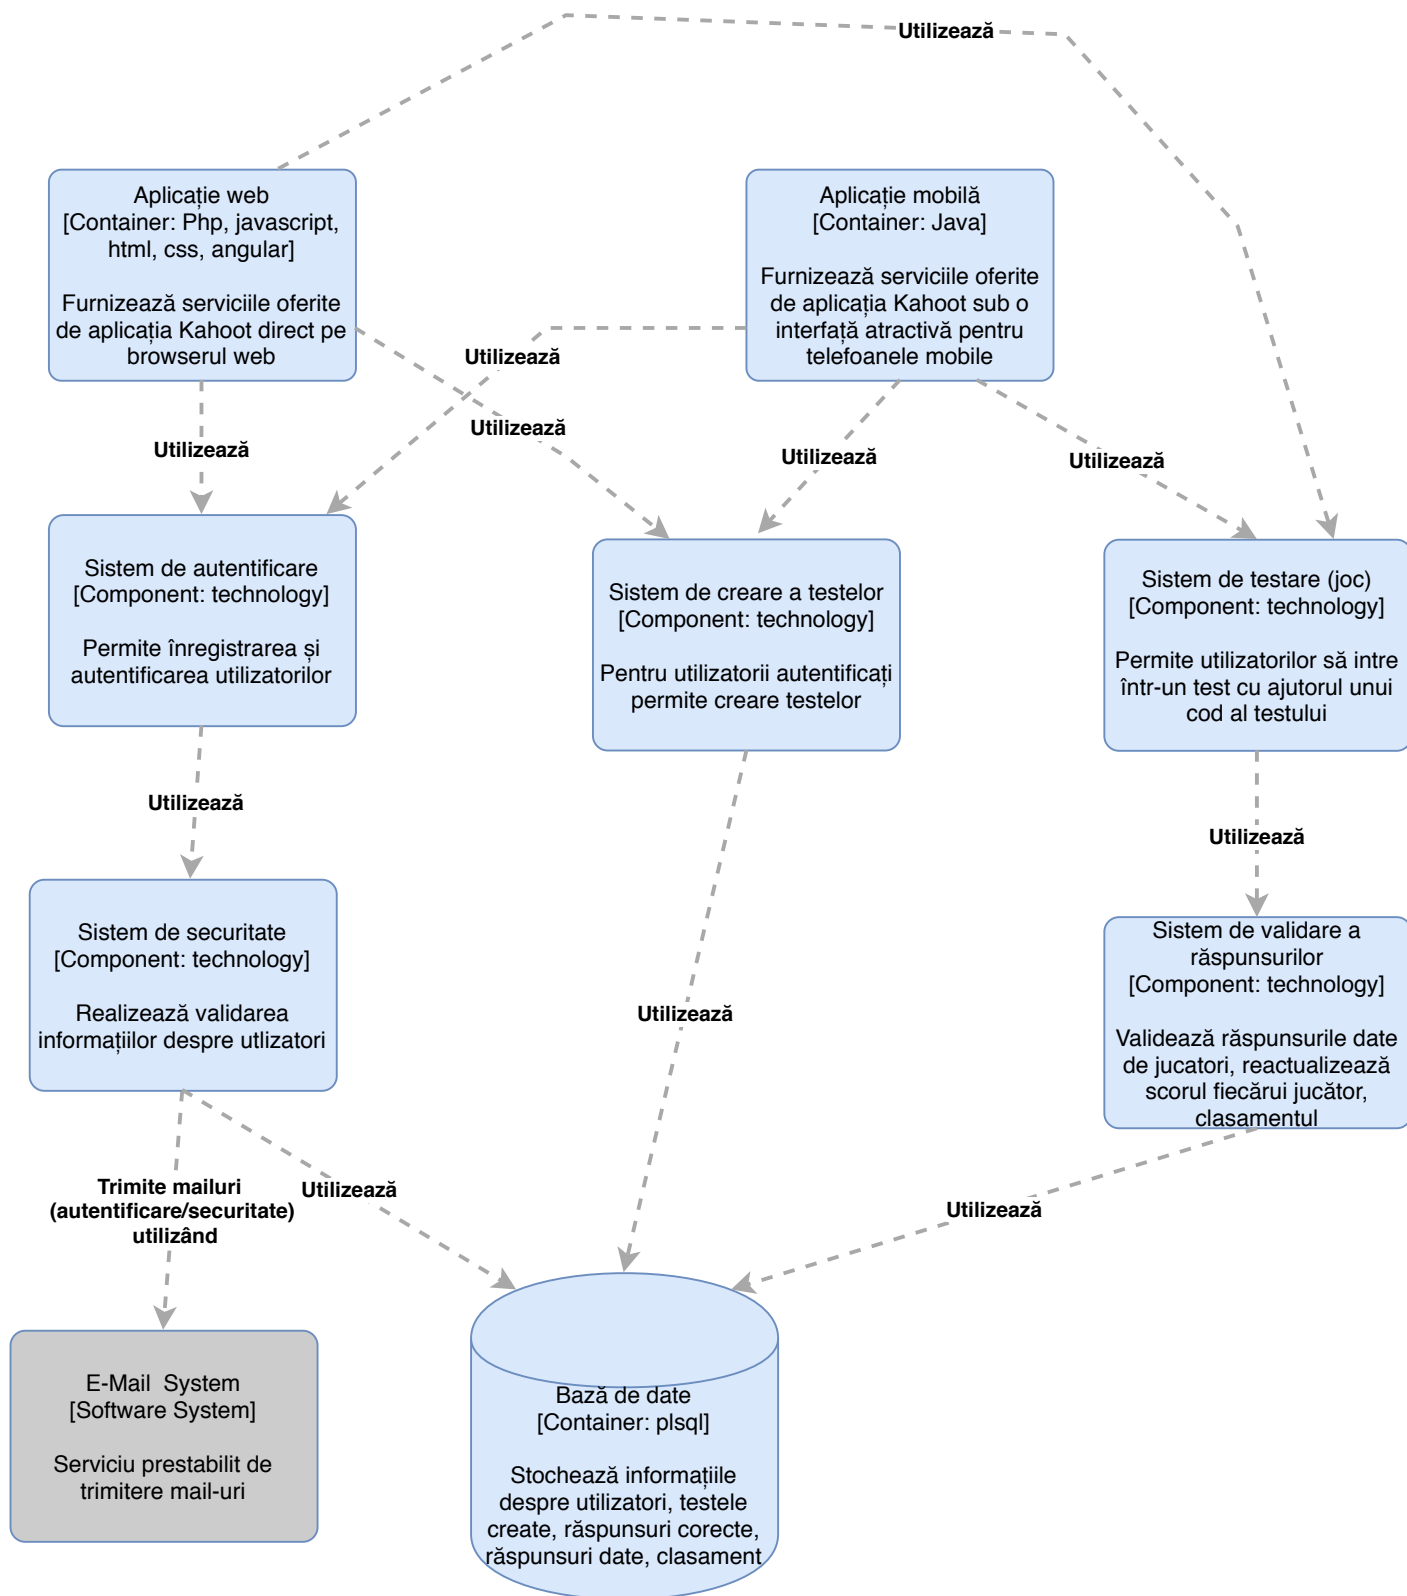 Utilizează
Aplicație web
[Container: Php, javascript,
html, css, angular]
Furnizează serviciile oferite
de aplicația Kahoot direct pe
browserul web
Aplicație mobilă
[Container: Java]
Furnizează serviciile oferite
de aplicația Kahoot sub o
interfață atractivă pentru
telefoanele mobile
Utilizează
Utilizează
Utilizează
Utilizează
Utilizează
Sistem de autentificare
[Component: technology]
Permite înregistrarea și
autentificarea utilizatorilor
Sistem de creare a testelor
[Component: technology]
Pentru utilizatorii autentificați
permite creare testelor
Sistem de testare (joc)
[Component: technology]
Permite utilizatorilor să intre
într-un test cu ajutorul unui
cod al testului
Utilizează
Utilizează
Sistem de securitate
[Component: technology]
Realizează validarea
informațiilor despre utlizatori
Utilizează
Sistem de validare a
răspunsurilor
[Component: technology]
Validează răspunsurile date
de jucatori, reactualizează
scorul fiecărui jucător,
clasamentul
Trimite mailuri
(autentificare/securitate)
utilizând
Utilizează
Utilizează
E-Mail  System
[Software System]
Serviciu prestabilit de
trimitere mail-uri
Bază de date
[Container: plsql]
Stochează informațiile
despre utilizatori, testele
create, răspunsuri corecte,
răspunsuri date, clasament